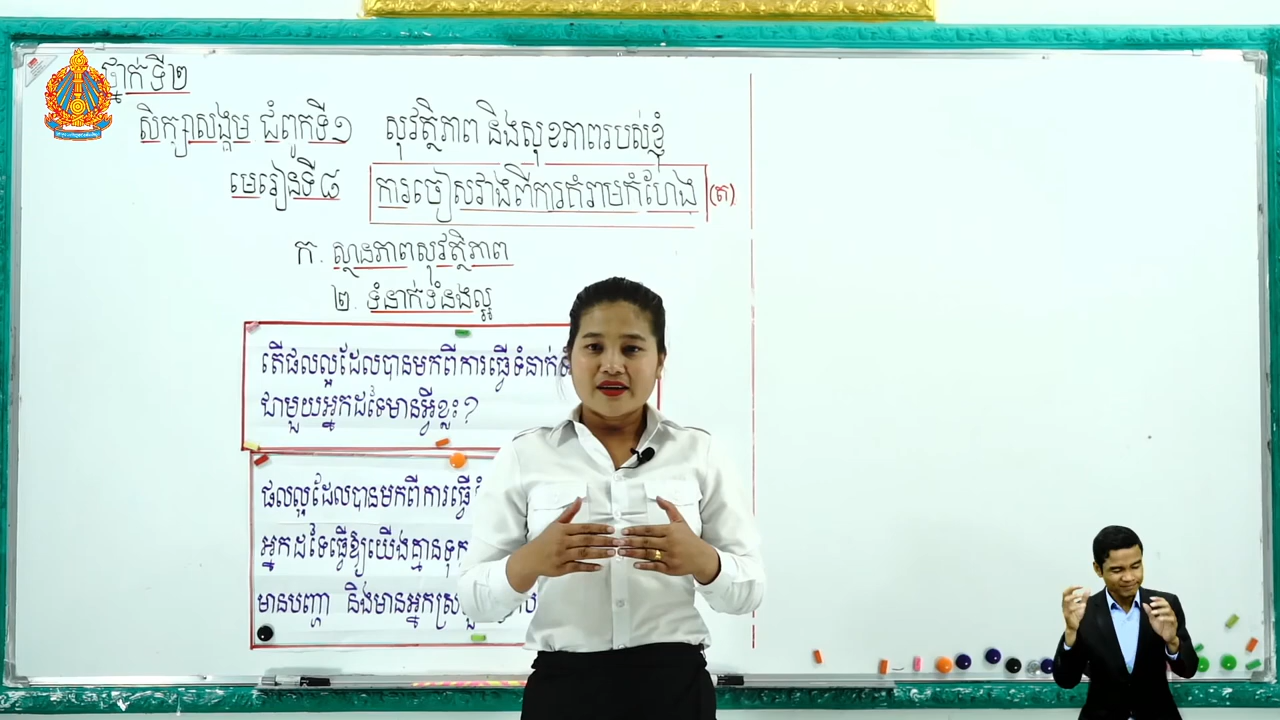 ថ្នាក់ទី២
សិក្សាសង្គម ជំពូកទី១ សុវត្ថិភាព និងសុខភាពរបស់ខ្ញុំ
មេរៀនទី៨ ការចៀសវាងពីការគំរាមកំហែង (ត)
ក. ស្ថានភាពសុវត្ថិភាព
២. ទំនាក់ទំនងល្អ
តើផលល្អដែលបានមកពីការធ្វើទំនាក់
ជាមួយអ្នកដទៃមានអ្វីខ្លះ?
ផលល្អដែលបានមកពីការធ្វើ
អ្នកដទៃធ្វើឱ្យយើងគ្មានទុក្ខ
មានបញ្ហា និងមានអ្នក